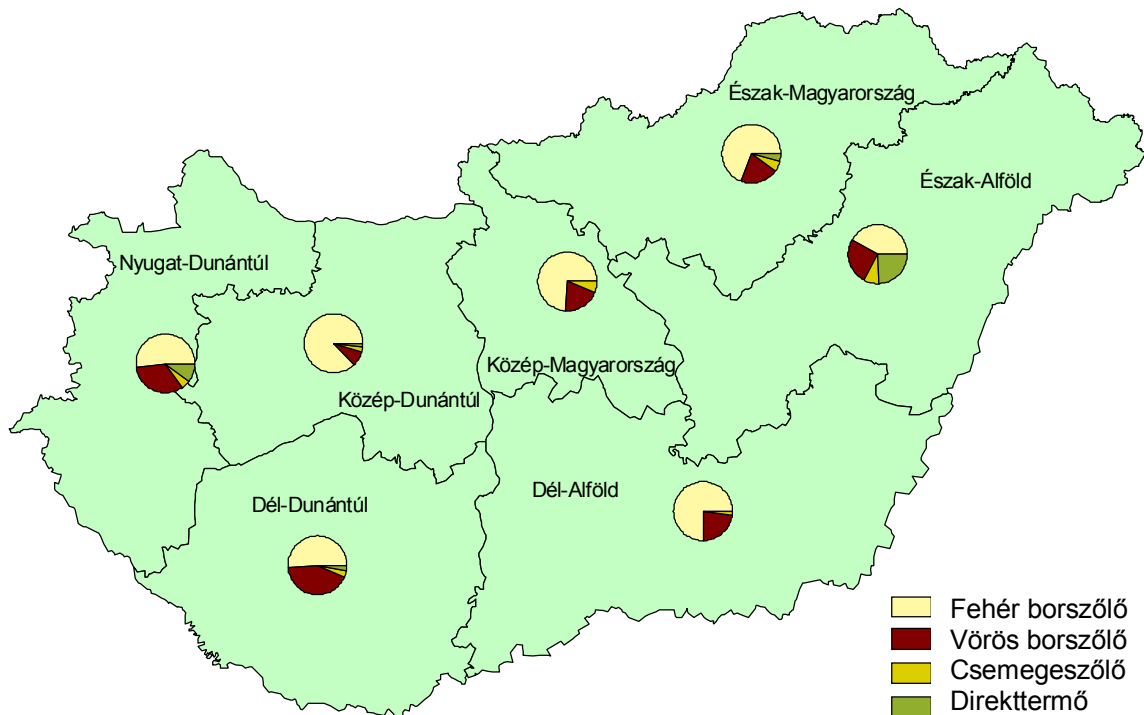 Észak-Magyarország
Észak-Alföld
Nyugat-Dunántúl
Közép-Magyarország
Közép-Dunántúl
Dél-Alföld
Dél-Dunántúl
Fehér borszőlő
Vörös borszőlő
Csemegeszőlő
Direkttermő